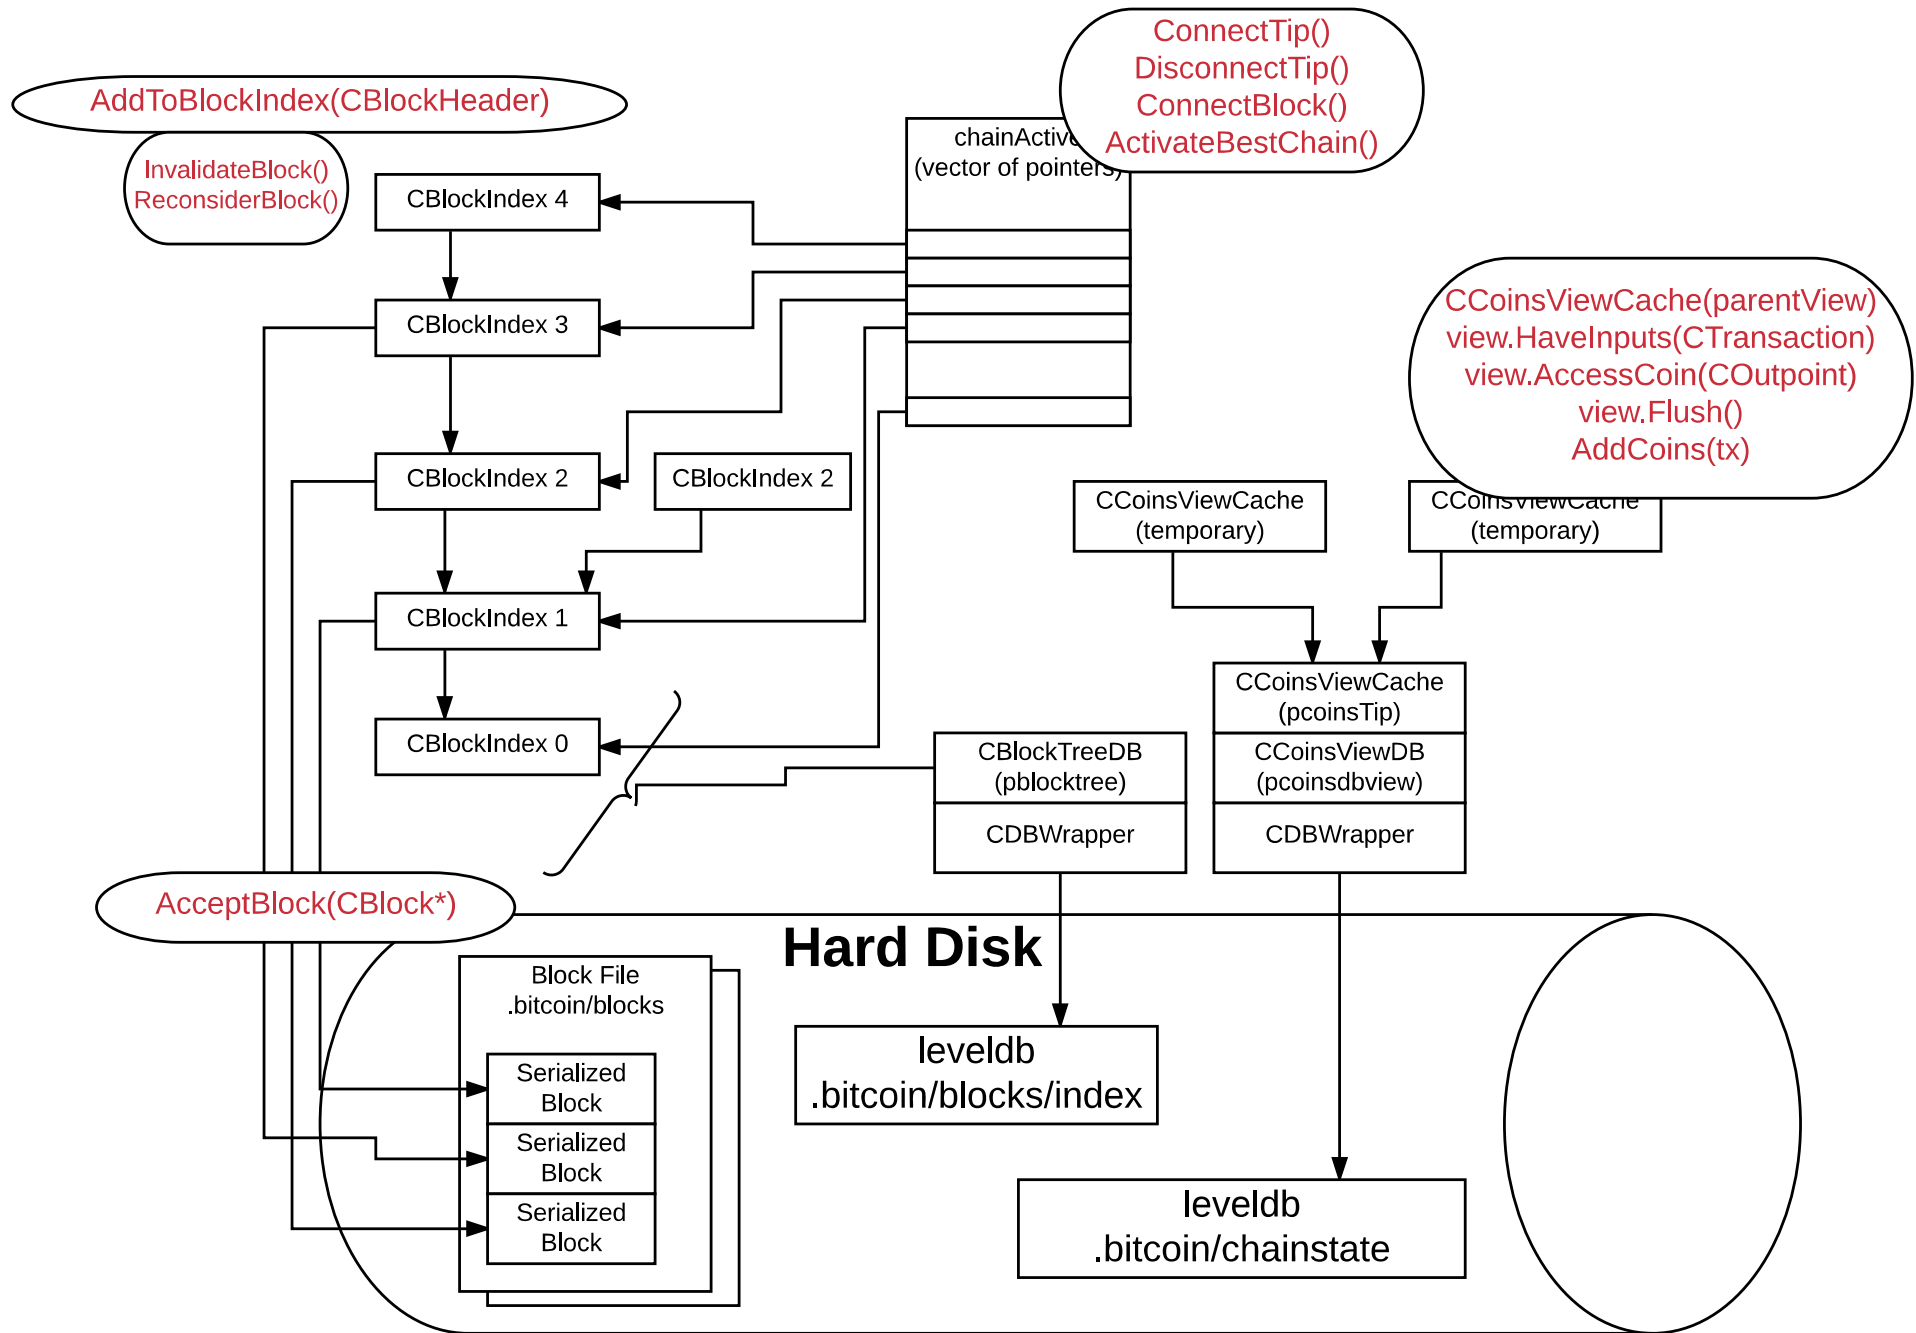 ConnectTip()
DisconnectTip()
ConnectBlock()
ActivateBestChain()
AddToBlockIndex(CBlockHeader)
InvalidateBlock()
ReconsiderBlock()
chainActive
(vector of pointers)
CBlockIndex 4
CBlockIndex 3
CBlockIndex 2
CBlockIndex 2
CBlockIndex 1
CBlockIndex 0
CCoinsViewCache(parentView)
view.HaveInputs(CTransaction)
view.AccessCoin(COutpoint)
view.Flush()
AddCoins(tx)
CCoinsViewCache
(temporary)
CCoinsViewCache
(temporary)
CCoinsViewCache
(pcoinsTip)
CCoinsViewDB
(pcoinsdbview)
CDBWrapper
CBlockTreeDB
(pblocktree)
CDBWrapper
AcceptBlock(CBlock*)
Hard Disk
Block File
.bitcoin/blocks
Serialized
Block
Serialized
Block
Serialized
Block
leveldb
.bitcoin/blocks/index
leveldb
.bitcoin/chainstate